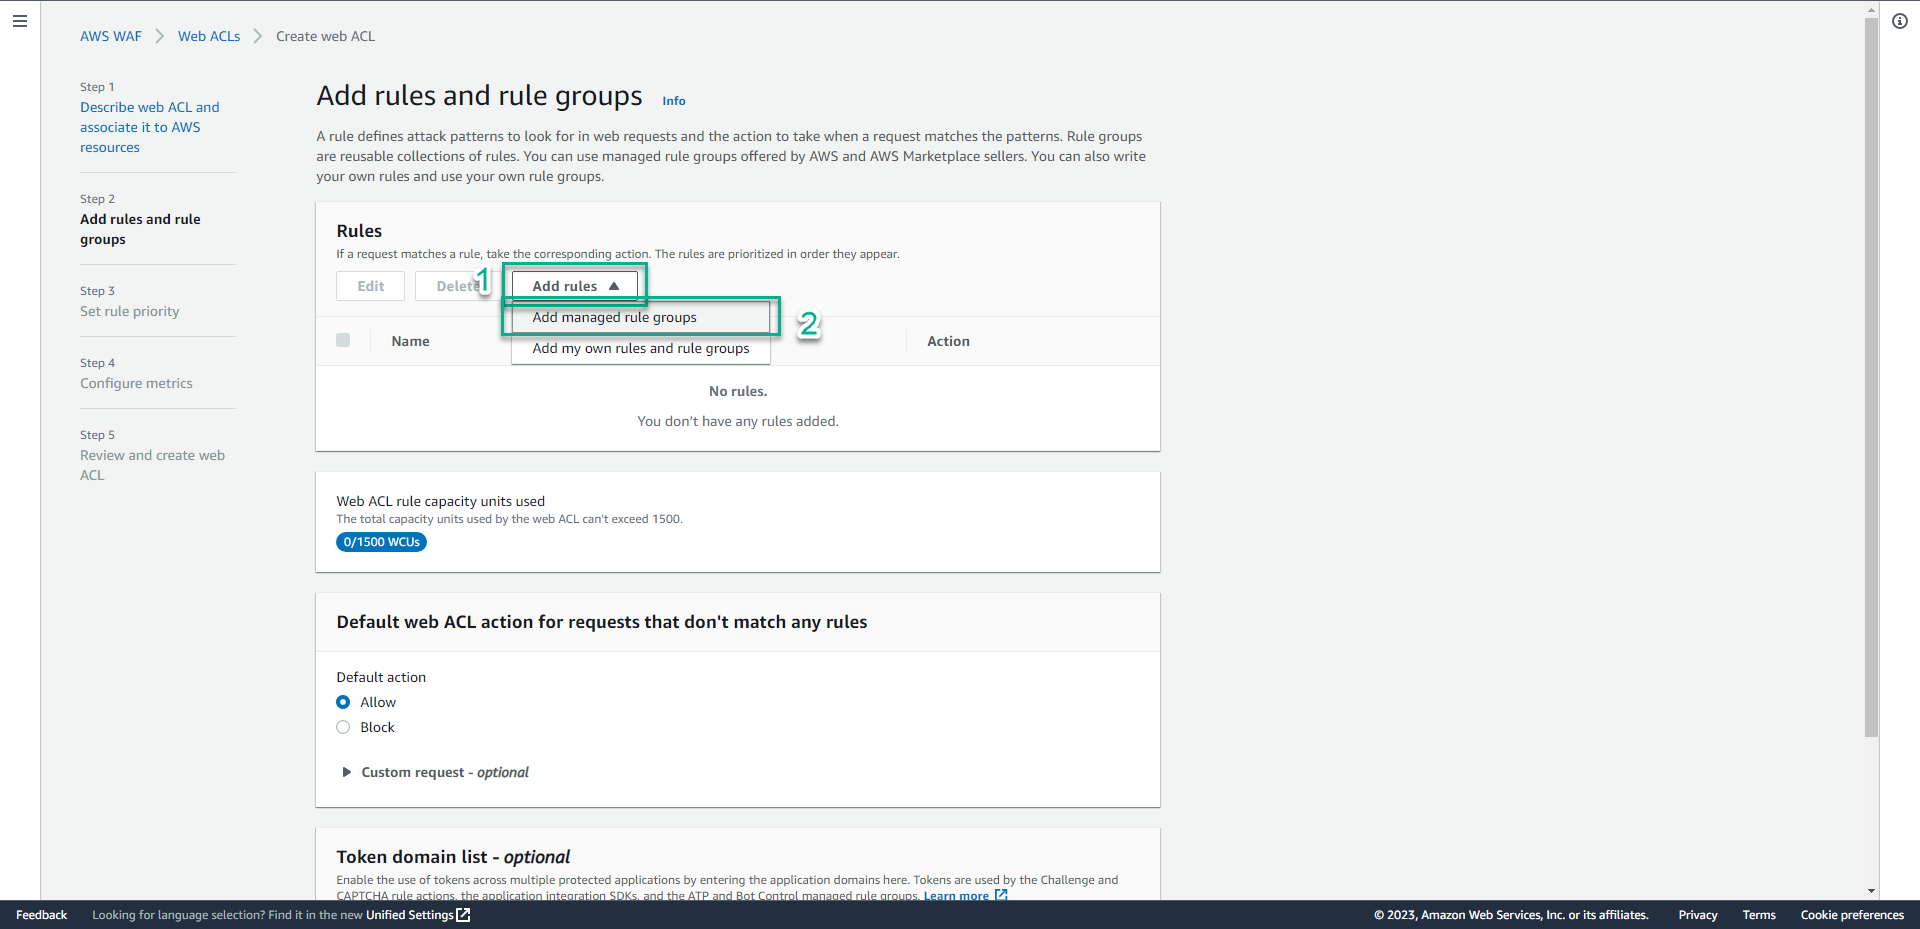 AWS WAF > Web ACLs > Create web ACL
Step 1
Describe web ACL and
associate it to AWS
resources
Step 2
Add rules and rule
groups
Step 3
Set rule priority
Step 4
Configure metrics
Step 5
Review and create web
ACL
Add rules and rule groups Info
A rule defines attack patterns to look for in web requests and the action to take when a request matches the patterns. Rule groups
are reusable collections of rules. You can use managed rule groups offered by AWS and AWS Marketplace sellers. You can also write
your own rules and use your own rule groups.
Rules
If a request matches a rule, take the corresponding action. The rules are prioritized in order they appear.
Edit Delete 1 Add rules
Add managed rule groups 2
Name Action
Add my own rules and rule groups
No rules.
You don't have any rules added.
Web ACL rule capacity units used
The total capacity units used by the web ACL can't exceed 1500.
0/1500 WCUs
Default web ACL action for requests that don't match any rules
Default action
Allow
Block
Custom request - optional
Token domain list - optional
Enable the use of tokens across multiple protected applications by entering the application domains here. Tokens are used by the Challenge and
CAPTCHA rule actions, the application integration SDKs, and the ATP and Bot Control managed rule groups. Learn more
Feedback Looking for language selection? Find it in the new Unified Settings © 2023, Amazon Web Services, Inc. or its affiliates. Privacy Terms Cookie preferences